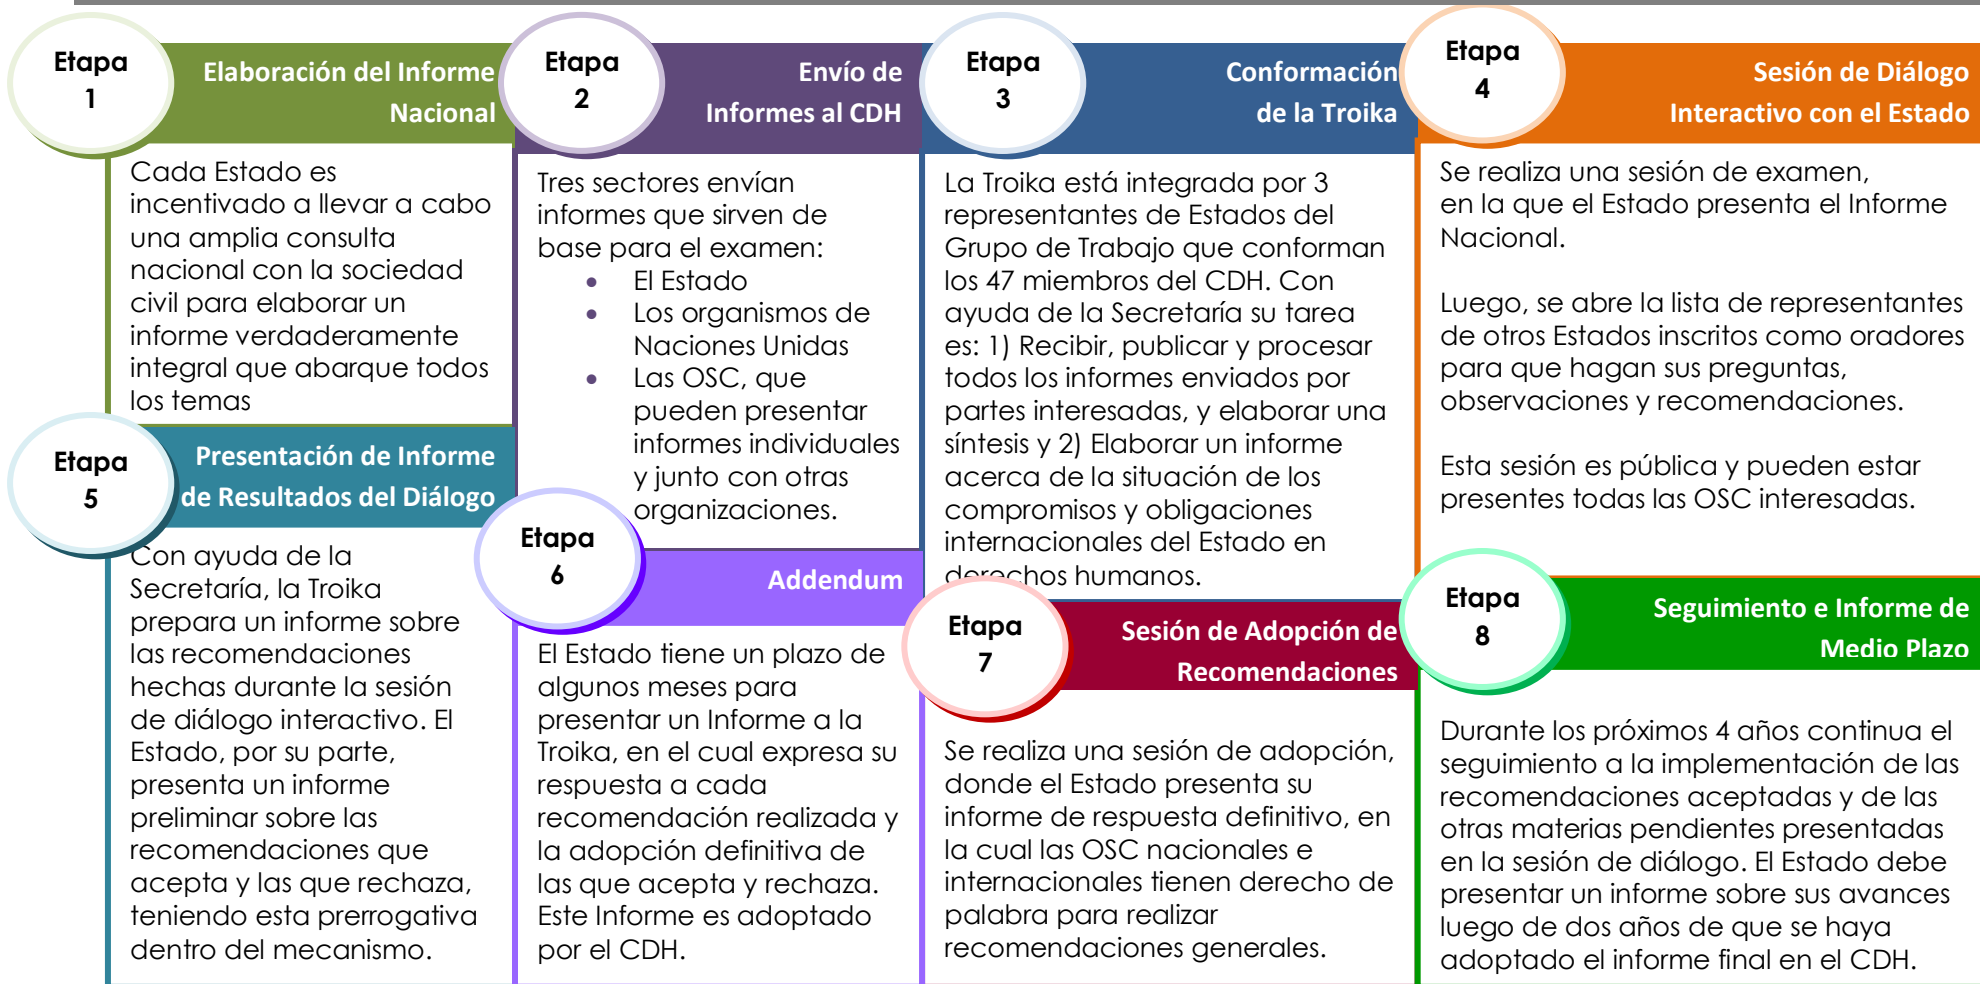 Etapa
1
Elaboración del Informe
Nacional
Cada Estado es
incentivado a llevar a cabo
una amplia consulta
nacional con la sociedad
civil para elaborar un
informe verdaderamente
integral que abarque todos
los temas
Etapa
2
Envío de
Informes al CDH
Tres sectores envían
informes que sirven de
base para el examen:
• El Estado
• Los organismos de
Naciones Unidas
• Las OSC, que
pueden presentar
informes individuales
y junto con otras
organizaciones.
Etapa
3
Conformación
de la Troika
La Troika está integrada por 3
representantes de Estados del
Grupo de Trabajo que conforman
los 47 miembros del CDH. Con
ayuda de la Secretaría su tarea
es: 1) Recibir, publicar y procesar
todos los informes enviados por
partes interesadas, y elaborar una
síntesis y 2) Elaborar un informe
acerca de la situación de los
compromisos y obligaciones
internacionales del Estado en
derechos humanos.
Etapa
4
Sesión de Diálogo
Interactivo con el Estado
Se realiza una sesión de examen,
en la que el Estado presenta el Informe
Nacional.
Luego, se abre la lista de representantes
de otros Estados inscritos como oradores
para que hagan sus preguntas,
observaciones y recomendaciones.
Esta sesión es pública y pueden estar
presentes todas las OSC interesadas.
Etapa
5
Presentación de Informe
de Resultados del Diálogo
Con ayuda de la
Secretaría, la Troika
prepara un informe sobre
las recomendaciones
hechas durante la sesión
de diálogo interactivo. El
Estado, por su parte,
presenta un informe
preliminar sobre las
recomendaciones que
acepta y las que rechaza,
teniendo esta prerrogativa
dentro del mecanismo.
Etapa
6
Addendum
El Estado tiene un plazo de
algunos meses para
presentar un Informe a la
Troika, en el cual expresa su
respuesta a cada
recomendación realizada y
la adopción definitiva de
las que acepta y rechaza.
Este Informe es adoptado
por el CDH.
Etapa
7
Sesión de Adopción de
Recomendaciones
Se realiza una sesión de adopción,
donde el Estado presenta su
informe de respuesta definitivo, en
la cual las OSC nacionales e
internacionales tienen derecho de
palabra para realizar
recomendaciones generales.
Etapa
8
Seguimiento e Informe de
Medio Plazo
Durante los próximos 4 años continua el
seguimiento a la implementación de las
recomendaciones aceptadas y de las
otras materias pendientes presentadas
en la sesión de diálogo. El Estado debe
presentar un informe sobre sus avances
luego de dos años de que se haya
adoptado el informe final en el CDH.